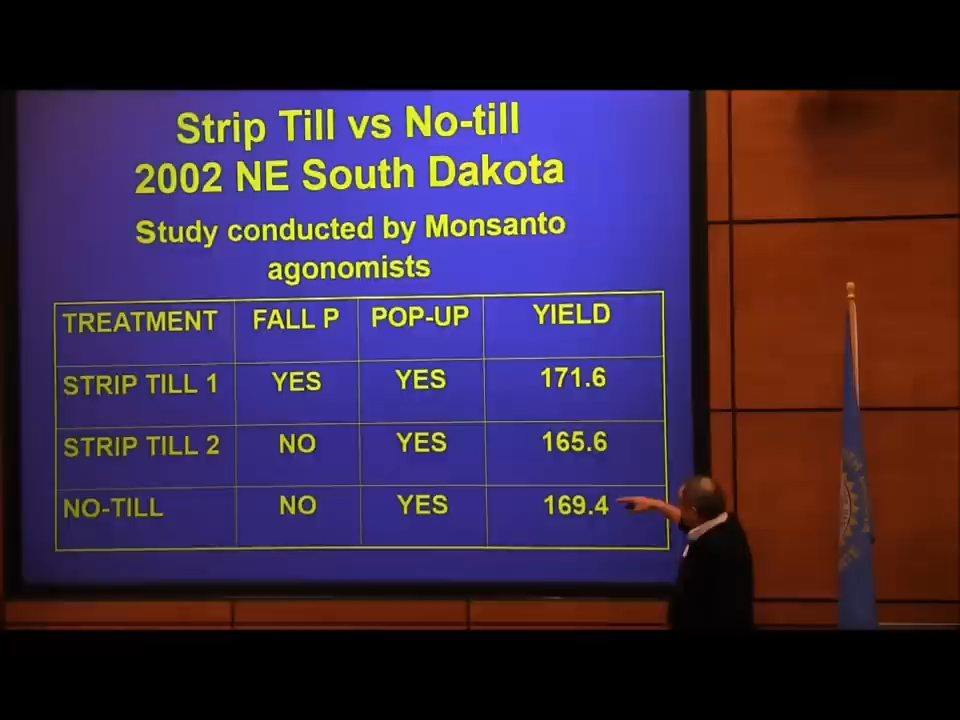 Strip Till vs No-till
2002 NE South Dakota
Study conducted by Monsanto
agonomists
TREATMENT FALL P POP-UP YIELD
STRIP TILL 1 YES YES 171.6
STRIP TILL 2 NO YES 165.6
NO-TILL NO YES 169.4